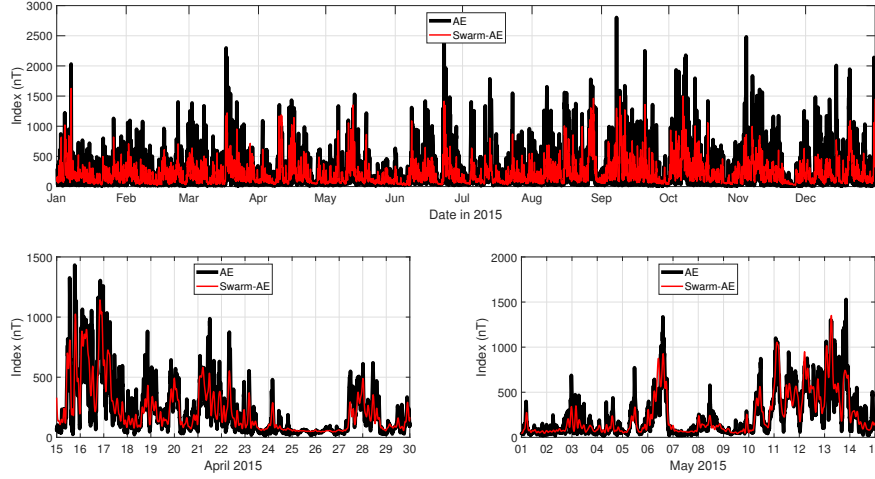 3000
2500
2000
1500
1000
500
0
Index (nT)
AE
Swarm-AE
Jan Feb Mar Apr May Jun Jul Aug Sep Oct Nov Dec
Date in 2015
1500
1000
500
0
Index (nT)
AE
Swarm-AE
15 16 17 18 19 20 21 22 23 24 25 26 27 28 29 30
April 2015
2000
1500
1000
500
0
Index (nT)
AE
Swarm-AE
01 02 03 04 05 06 07 08 09 10 11 12 13 14 1
May 2015